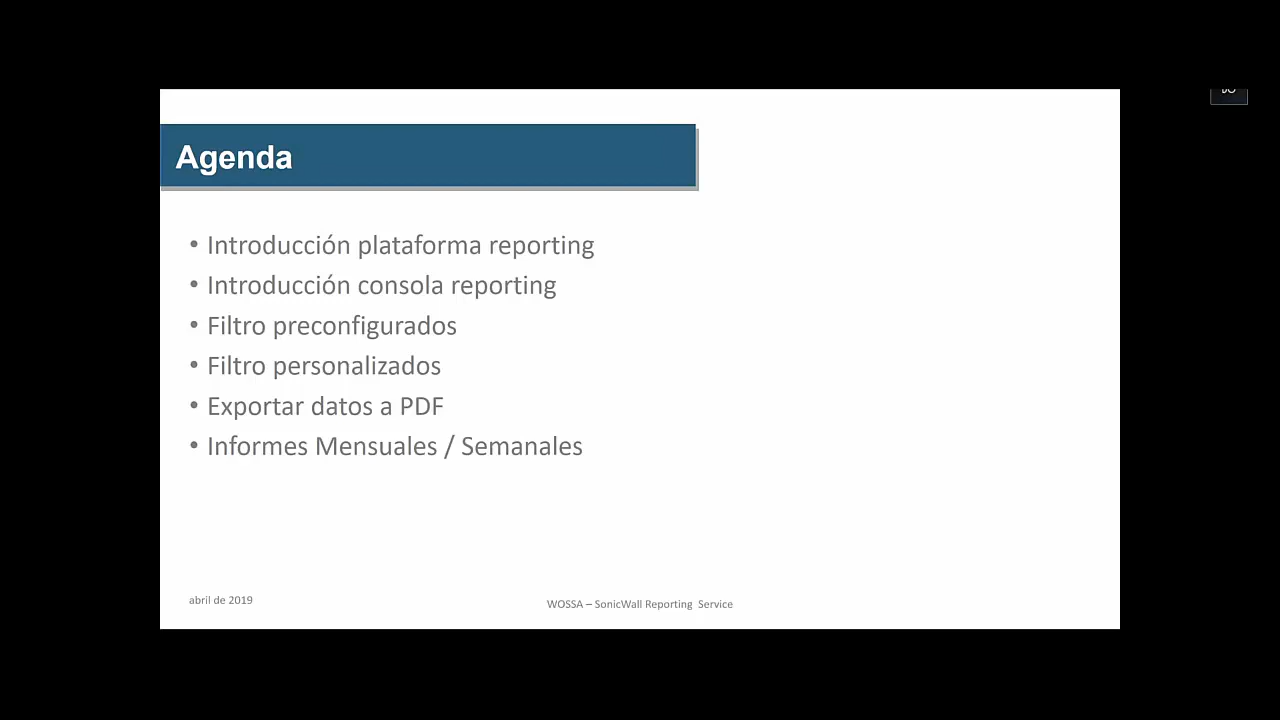 Agenda
• Introducción plataforma reporting
• Introducción consola reporting
• Filtro preconfigurados
• Filtro personalizados
• Exportar datos a PDF
• Informes Mensuales / Semanales
abril de 2019
WOSSA – SonicWall Reporting Service